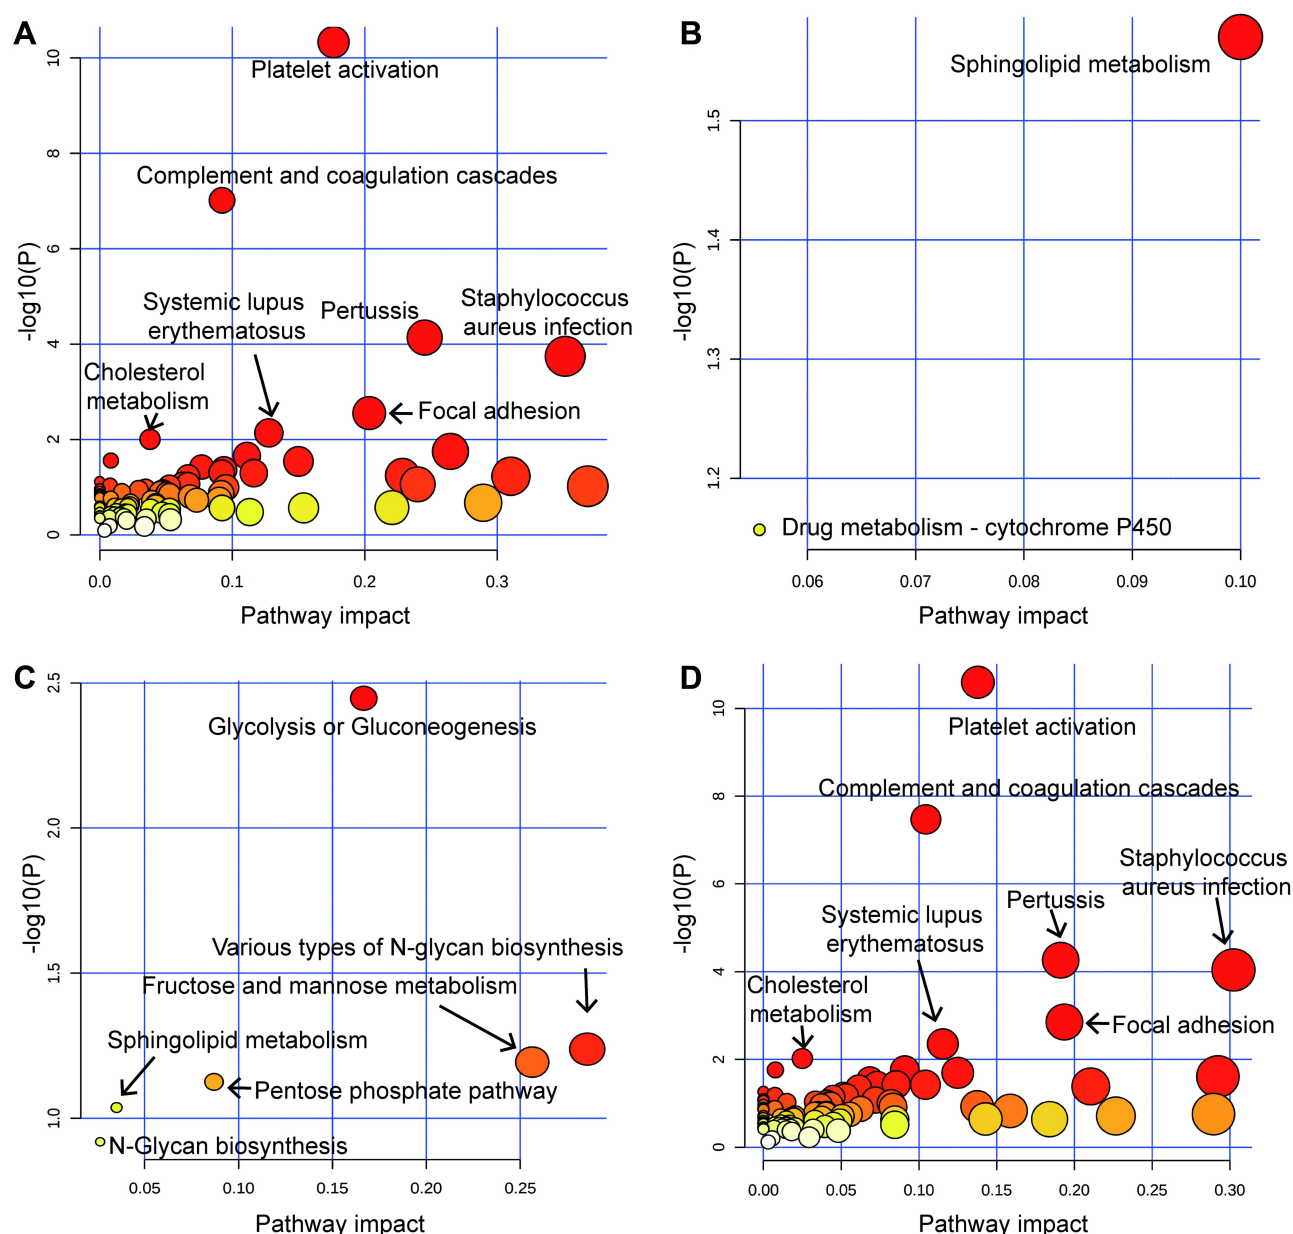 A
Platelet activation
Complement and coagulation cascades
Systemic lupus
erythematosus
Pertussis
Staphylococcus
aureus infection
Cholesterol
metabolism
Focal adhesion
-log10(P)
10
8
6
4
2
0
0.0 0.1 0.2 0.3
Pathway impact
B
Sphingolipid metabolism
Drug metabolism - cytochrome P450
-log10(P)
1.5
1.4
1.3
1.2
0.06 0.07 0.08 0.09 0.10
Pathway impact
C
Glycolysis or Gluconeogenesis
Various types of N-glycan biosynthesis
Fructose and mannose metabolism
Sphingolipid metabolism
Pentose phosphate pathway
N-Glycan biosynthesis
-log10(P)
2.5
2.0
1.5
1.0
0.05 0.10 0.15 0.20 0.25
Pathway impact
D
Platelet activation
Complement and coagulation cascades
Staphylococcus
aureus infection
Pertussis
Systemic lupus
erythematosus
Cholesterol
metabolism
Focal adhesion
-log10(P)
10
8
6
4
2
0
0.00 0.05 0.10 0.15 0.20 0.25 0.30
Pathway impact